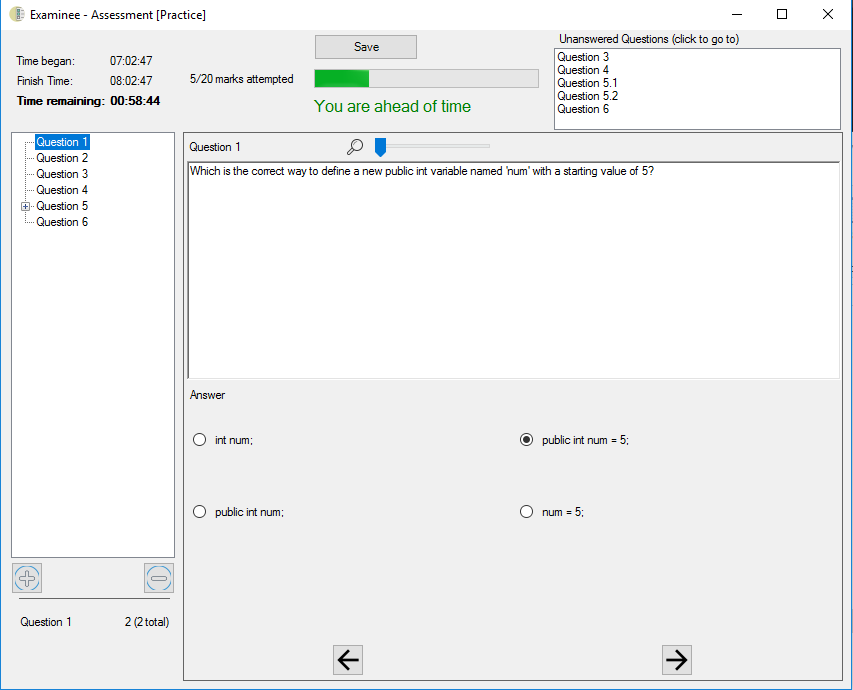 Examinee - Assessment [Practice]
Time began: 07:02:47
Finish Time: 08:02:47
Time remaining: 00:58:44
Save
5/20 marks attempted
You are ahead of time
Unanswered Questions (click to go to)
Question 3
Question 4
Question 5.1
Question 5.2
Question 6
Question 1
Question 2
Question 3
Question 4
Question 5
Question 6
Question 1
Which is the correct way to define a new public int variable named 'num' with a starting value of 5?
Answer
int num;
public int num = 5;
public int num;
num = 5;
Question 1 2 (2 total)